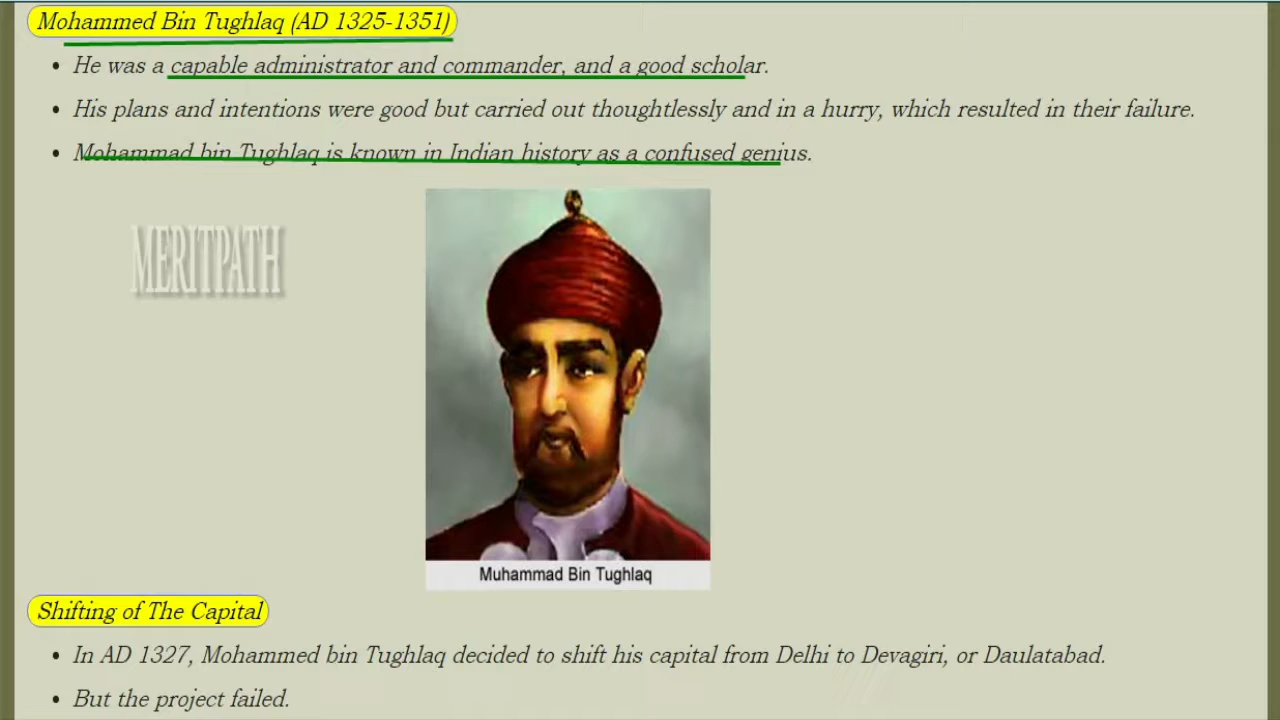 Mohammed Bin Tughlaq (AD 1325-1351)
• He was a capable administrator and commander, and a good scholar.
• His plans and intentions were good but carried out thoughtlessly and in a hurry, which resulted in their failure.
• Mohammad bin Tughlaq is known in Indian history as a confused genius.
MERITPATH
Muhammad Bin Tughlaq
Shifting of The Capital
• In AD 1327, Mohammed bin Tughlaq decided to shift his capital from Delhi to Devagiri, or Daulatabad.
• But the project failed.